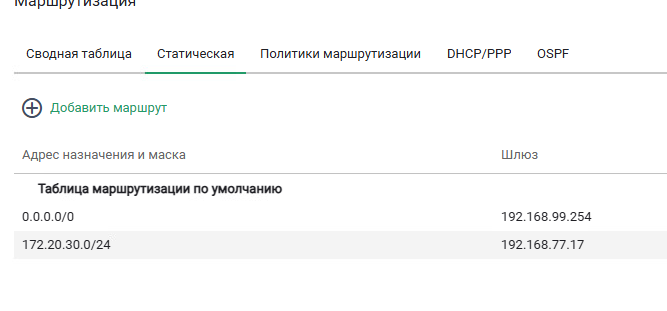 Маршрутизация
Сводная таблица Статическая Политики маршрутизации DHCP/PPP OSPF
Добавить маршрут
Адрес назначения и маска Шлюз
Таблица маршрутизации по умолчанию
0.0.0.0/0 192.168.99.254
172.20.30.0/24 192.168.77.17